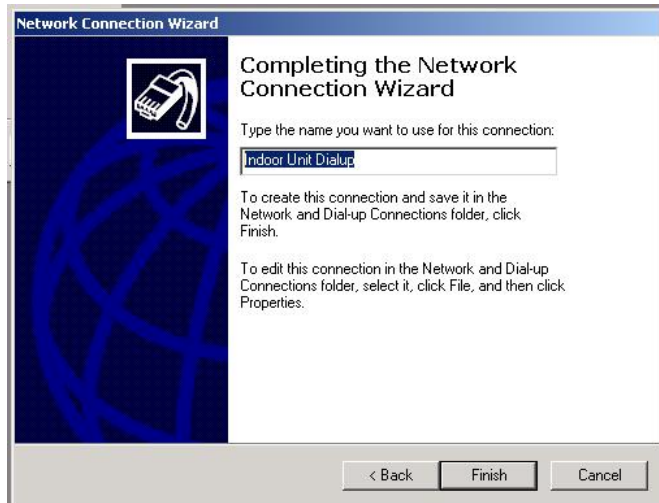 Network Connection Wizard
Completing the Network
Connection Wizard
Type the name you want to use for this connection:
Indoor Unit Dialup
To create this connection and save it in the
Network and Dial-up Connections folder, click
Finish.
To edit this connection in the Network and Dial-up
Connections folder, select it, click File, and then click
Properties.
< Back
Finish
Cancel